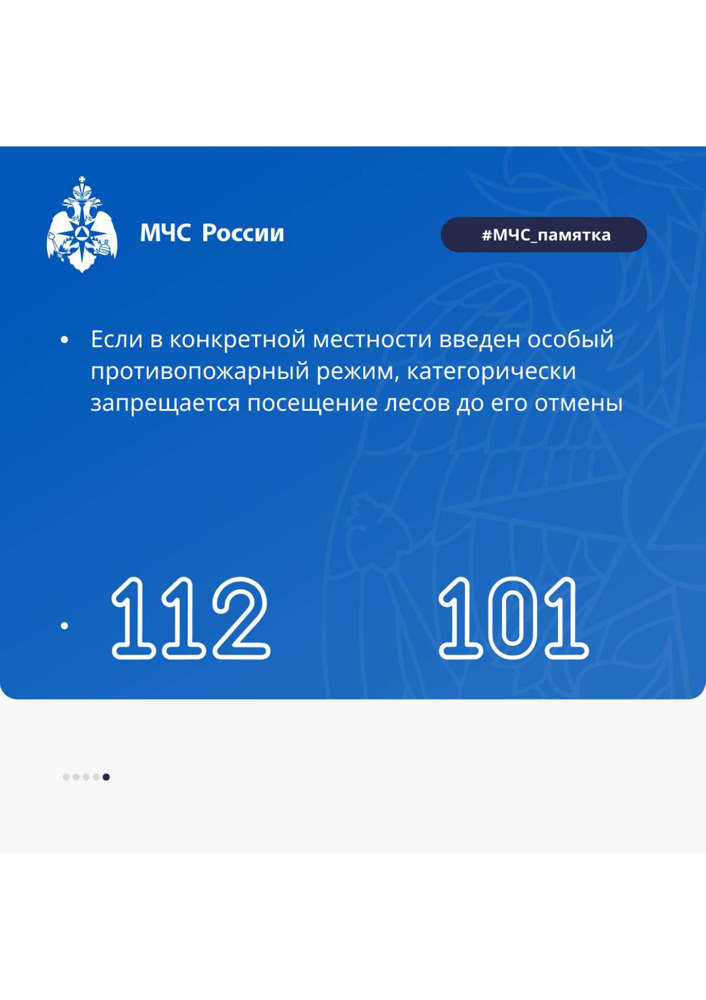 МЧС России
#МЧС_памятка
• Если в конкретной местности введен особый
противопожарный режим, категорически
запрещается посещение лесов до его отмены
• 112 101